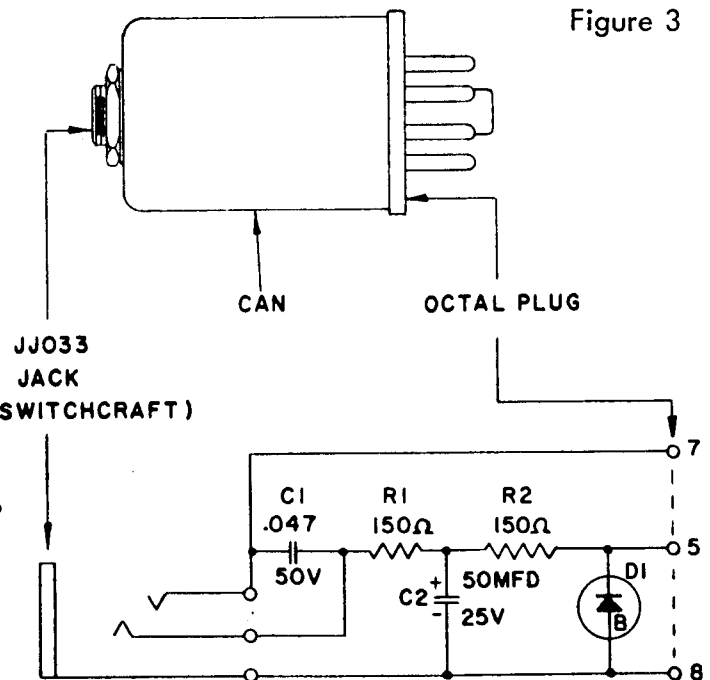 Figure 3
CAN
OCTAL PLUG
JJ033
JACK
SWITCHCRAFT)
7
C1
R1
R2
.047
150Ω
150Ω
5
50V
+
50MFD
D1
C2
-
25V
B
8